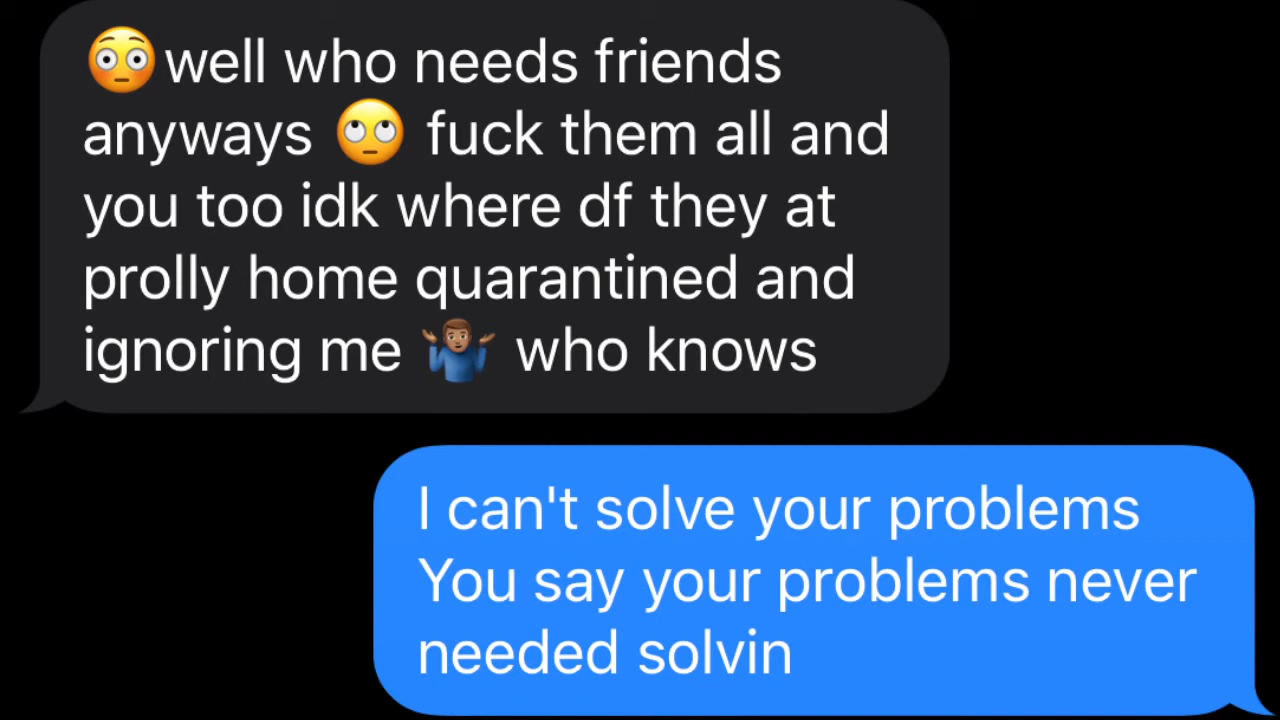 😳well who needs friends
anyways 🙄 fuck them all and
you too idk where df they at
prolly home quarantined and
ignoring me 🤷🏽‍♂️ who knows
I can't solve your problems
You say your problems never
needed solvin